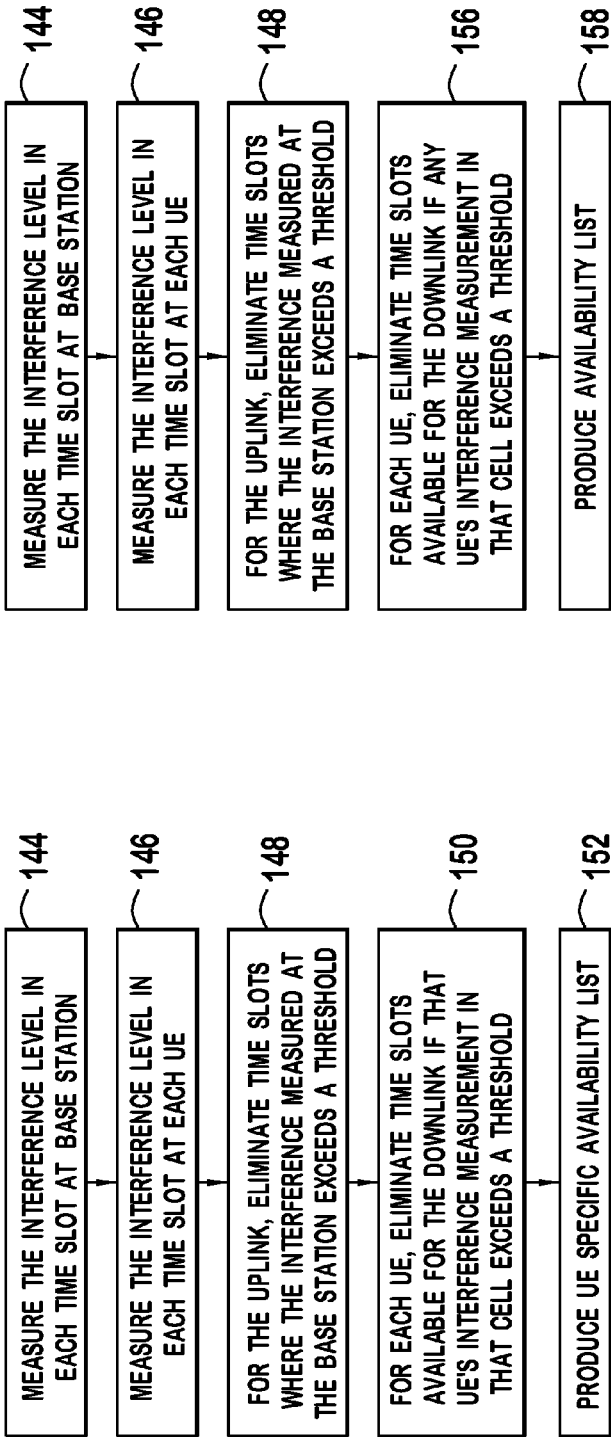 MEASURE THE INTERFERENCE LEVEL IN
EACH TIME SLOT AT BASE STATION
144
MEASURE THE INTERFERENCE LEVEL IN
EACH TIME SLOT AT EACH UE
146
FOR THE UPLINK, ELIMINATE TIME SLOTS
WHERE THE INTERFERENCE MEASURED AT
THE BASE STATION EXCEEDS A THRESHOLD
148
FOR EACH UE, ELIMINATE TIME SLOTS
AVAILABLE FOR THE DOWNLINK IF THAT
UE'S INTERFERENCE MEASUREMENT IN
THAT CELL EXCEEDS A THRESHOLD
150
PRODUCE UE SPECIFIC AVAILABILITY LIST
152
MEASURE THE INTERFERENCE LEVEL IN
EACH TIME SLOT AT BASE STATION
144
MEASURE THE INTERFERENCE LEVEL IN
EACH TIME SLOT AT EACH UE
146
FOR THE UPLINK, ELIMINATE TIME SLOTS
WHERE THE INTERFERENCE MEASURED AT
THE BASE STATION EXCEEDS A THRESHOLD
148
FOR EACH UE, ELIMINATE TIME SLOTS
AVAILABLE FOR THE DOWNLINK IF ANY
UE'S INTERFERENCE MEASUREMENT IN
THAT CELL EXCEEDS A THRESHOLD
156
PRODUCE AVAILABILITY LIST
158